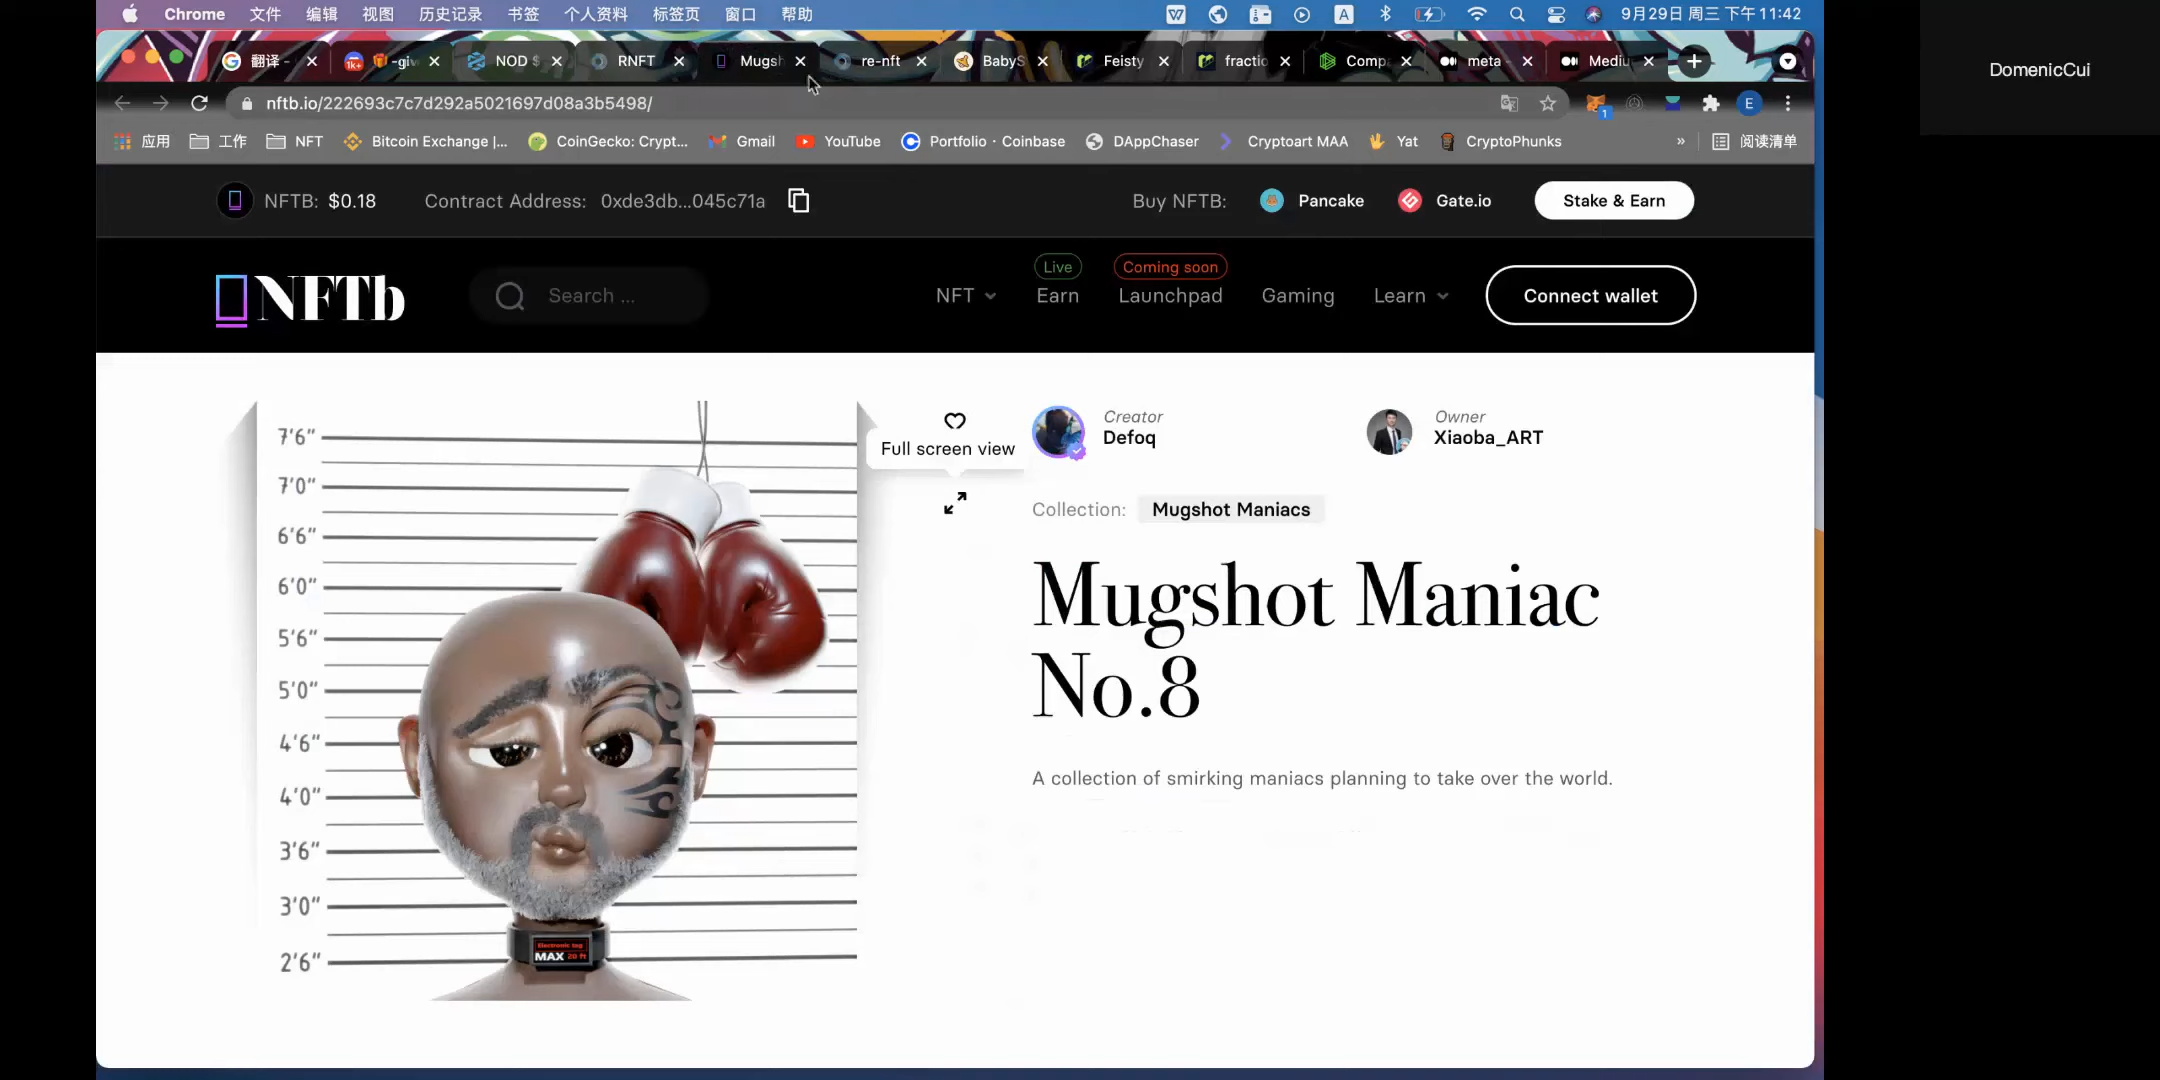 Chrome 文件 编辑 视图 历史记录 书签 个人资料 标签页 窗口 帮助 9月29日 周三 下午11:42
DomenicCui
翻译 - -giv NOD $ RNFT Mugsh re-nft BabyS Feisty fractio Comp meta - Mediu
nftb.io/222693c7c7d292a5021697d08a3b5498/
应用 工作 NFT Bitcoin Exchange |... CoinGecko: Crypt... Gmail YouTube Portfolio · Coinbase DAppChaser Cryptoart MAA Yat CryptoPhunks » 阅读清单
NFTB: $0.18 Contract Address: 0xde3db...045c71a Buy NFTB: Pancake Gate.io Stake & Earn
Live Coming soon
NFTb Search ... NFT Earn Launchpad Gaming Learn Connect wallet
Full screen view
Creator
Defoq
Owner
Xiaoba_ART
Collection: Mugshot Maniacs
Mugshot Maniac
No.8
A collection of smirking maniacs planning to take over the world.
7'6"
7'0"
6'6"
6'0"
5'6"
5'0"
4'6"
4'0"
3'6"
3'0"
2'6"
Electronic tag
MAX 20 ft